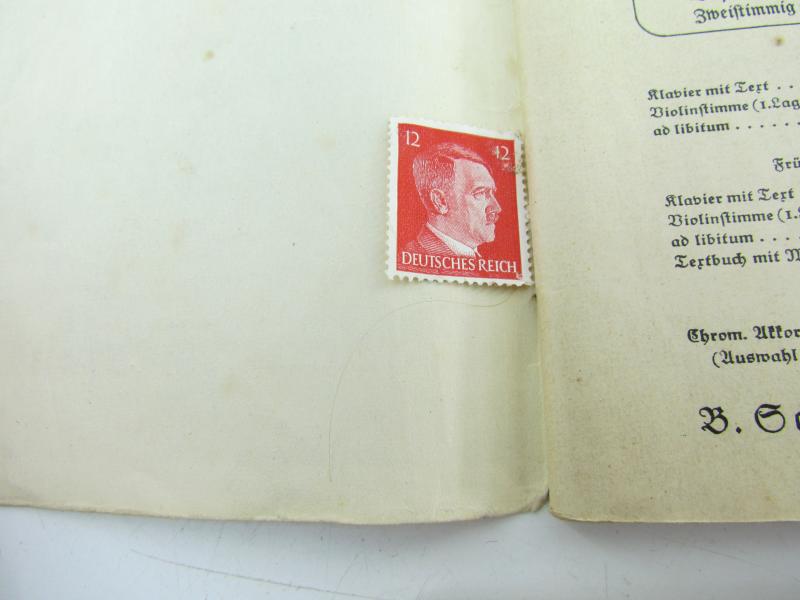 12 12
DEUTSCHES REICH
Zweistimmig
Klavier mit Text . .
Violinstimme (1. Lag
ad libitum . . . . . .
Frü
Klavier mit Text
Violinstimme (1. L
ad libitum . . . .
Textbuch mit M
Chrom. Akkor
(Auswahl
B. Sc